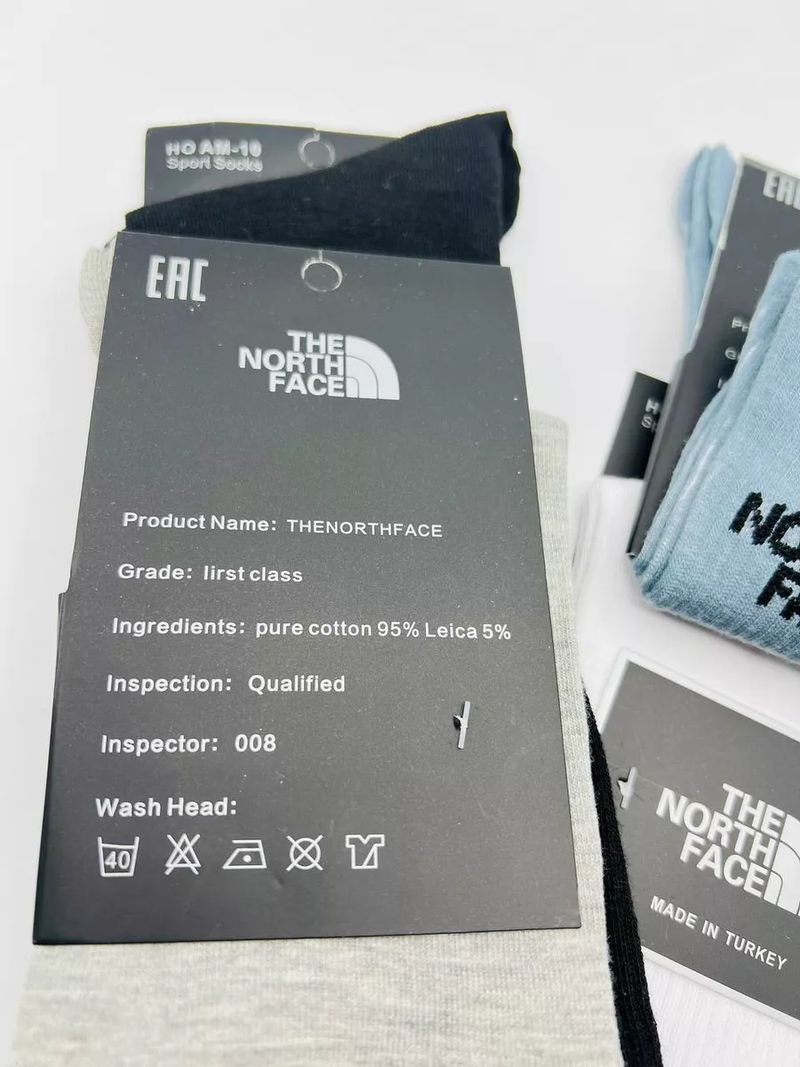 HO AM-10
Sport Socks
EAC
THE
NORTH
FACE
Product Name: THENORTHFACE
Grade: lirst class
Ingredients: pure cotton 95% Leica 5%
Inspection: Qualified
Inspector: 008
Wash Head:
40
THE
NORTH
FACE
MADE IN TURKEY